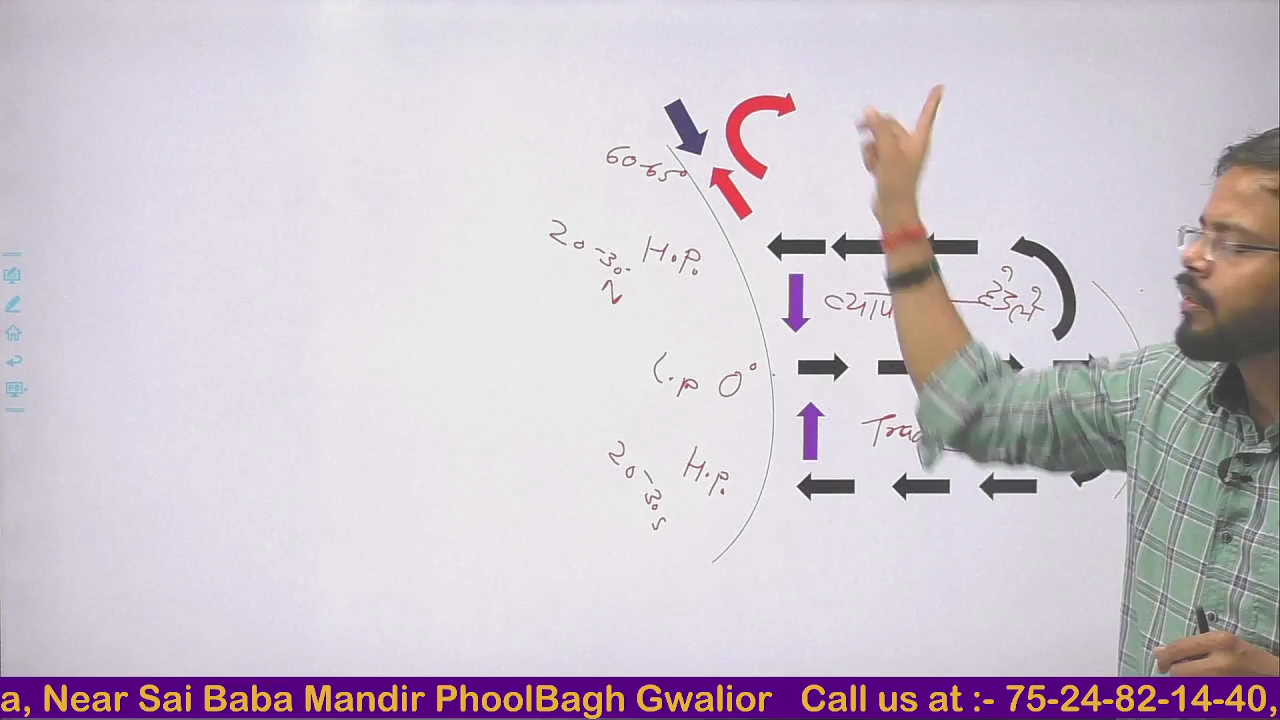 60-65°
20-30° H.P.
N
व्यापा
L.P 0°
Trad
20-30 H.P.
S
a, Near Sai Baba Mandir PhoolBagh Gwalior Call us at :- 75-24-82-14-40,